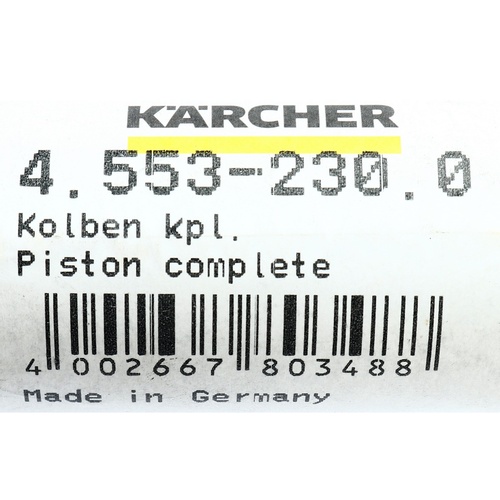 KÄRCHER
4.553-230.0
Kolben kpl.
Piston complete
4 002667 803488
Made in Germany